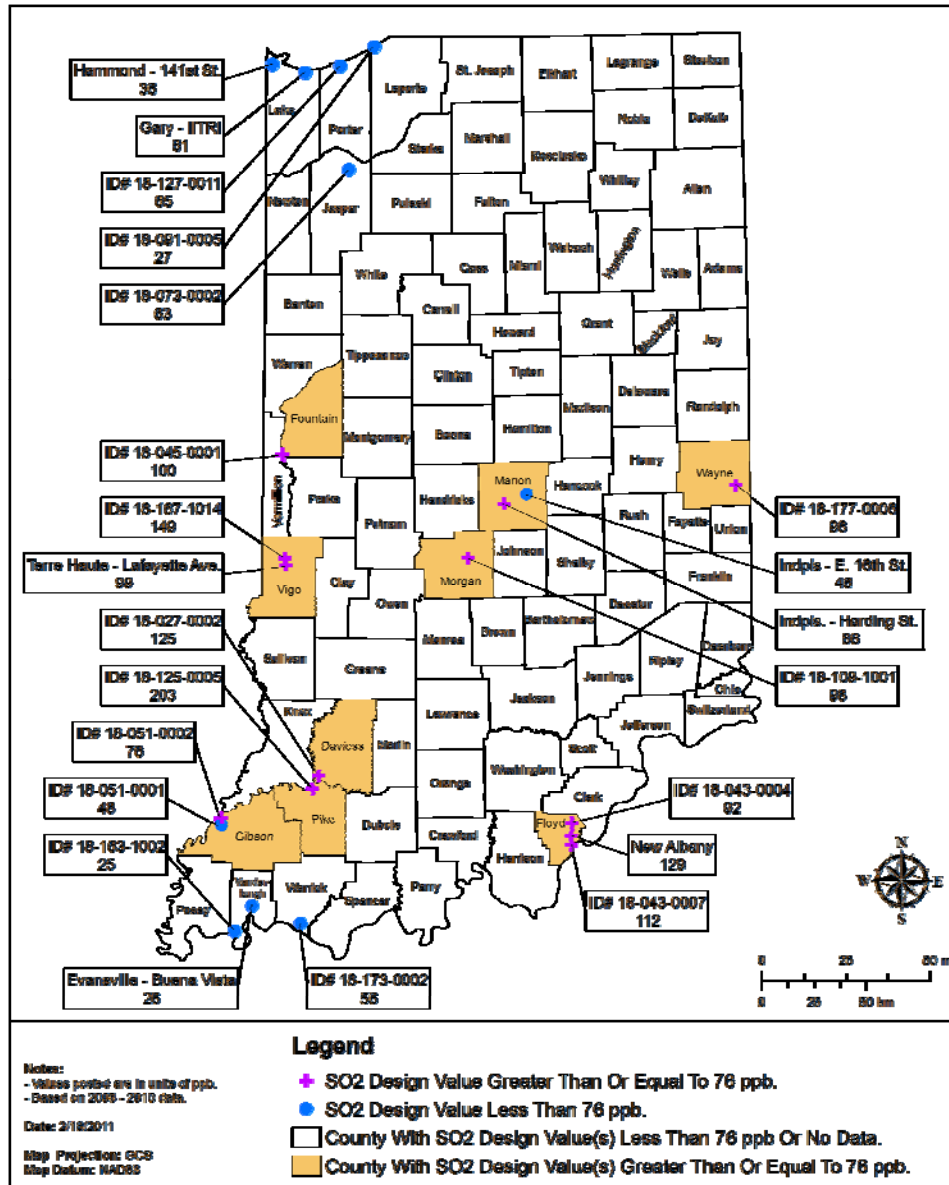 Hammond - 141st St.
35
Gary - IITRI
81
ID# 18-127-0011
65
ID# 18-091-0005
27
ID# 18-073-0002
63
ID# 18-045-0001
100
ID# 18-167-1014
149
Terre Haute - Lafayette Ave.
99
ID# 18-027-0002
125
ID# 18-125-0005
203
ID# 18-051-0002
76
ID# 18-051-0001
48
ID# 18-163-1002
25
Evansville - Buena Vista
26
ID# 18-173-0002
ID# 18-177-0006
96
Indpls - E. 16th St.
48
Indpls. - Harding St.
86
ID# 18-109-1001
96
ID# 18-043-0004
92
New Albany
129
ID# 18-043-0007
112
Lake
Porter
Laporte
St. Joseph
Elkhart
Lagrange
Steuben
Noble
DeKalb
Starke
Marshall
Kosciusko
Whitley
Allen
Newton
Jasper
Pulaski
Fulton
White
Cass
Miami
Wabash
Huntington
Wells
Adams
Benton
Carroll
Howard
Grant
Blackford
Jay
Warren
Tippecanoe
Clinton
Tipton
Madison
Delaware
Randolph
Fountain
Montgomery
Boone
Hamilton
Henry
Wayne
Vermillion
Parke
Putnam
Hendricks
Marion
Hancock
Rush
Fayette
Union
Vigo
Clay
Owen
Morgan
Johnson
Shelby
Franklin
Decatur
Sullivan
Greene
Monroe
Brown
Bartholomew
Jennings
Ripley
Dearborn
Ohio
Switzerland
Knox
Daviess
Martin
Lawrence
Jackson
Jefferson
Scott
Washington
Orange
Clark
Floyd
Gibson
Pike
Dubois
Crawford
Harrison
Posey
Vander-
burgh
Warrick
Spencer
Perry
N
W
E
S
0
25
50 km
Legend
SO2 Design Value Greater Than Or Equal To 76 ppb.
SO2 Design Value Less Than 76 ppb.
County With SO2 Design Value(s) Less Than 76 ppb Or No Data.
County With SO2 Design Value(s) Greater Than Or Equal To 76 ppb.
Notes:
- Values posted are in units of ppb.
- Based on 2008 - 2010 data.
Date: 2/18/2011
Map Projection: GCS
Map Datum: NAD83